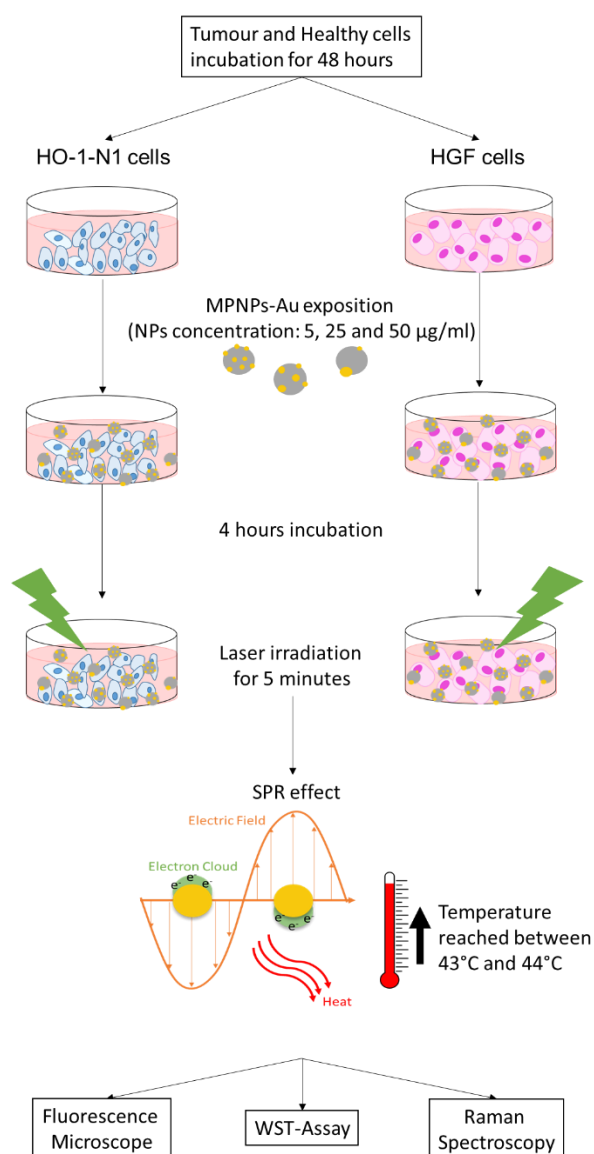 Tumour and Healthy cells
incubation for 48 hours
HO-1-N1 cells
HGF cells
MPNPs-Au exposition
(NPs concentration: 5, 25 and 50 µg/ml)
4 hours incubation
Laser irradiation
for 5 minutes
SPR effect
Electric Field
Electron Cloud
e⁻ e⁻ e⁻
e⁻ e⁻ e⁻
Heat
Temperature
reached between
43°C and 44°C
Fluorescence
Microscope
WST-Assay
Raman
Spectroscopy